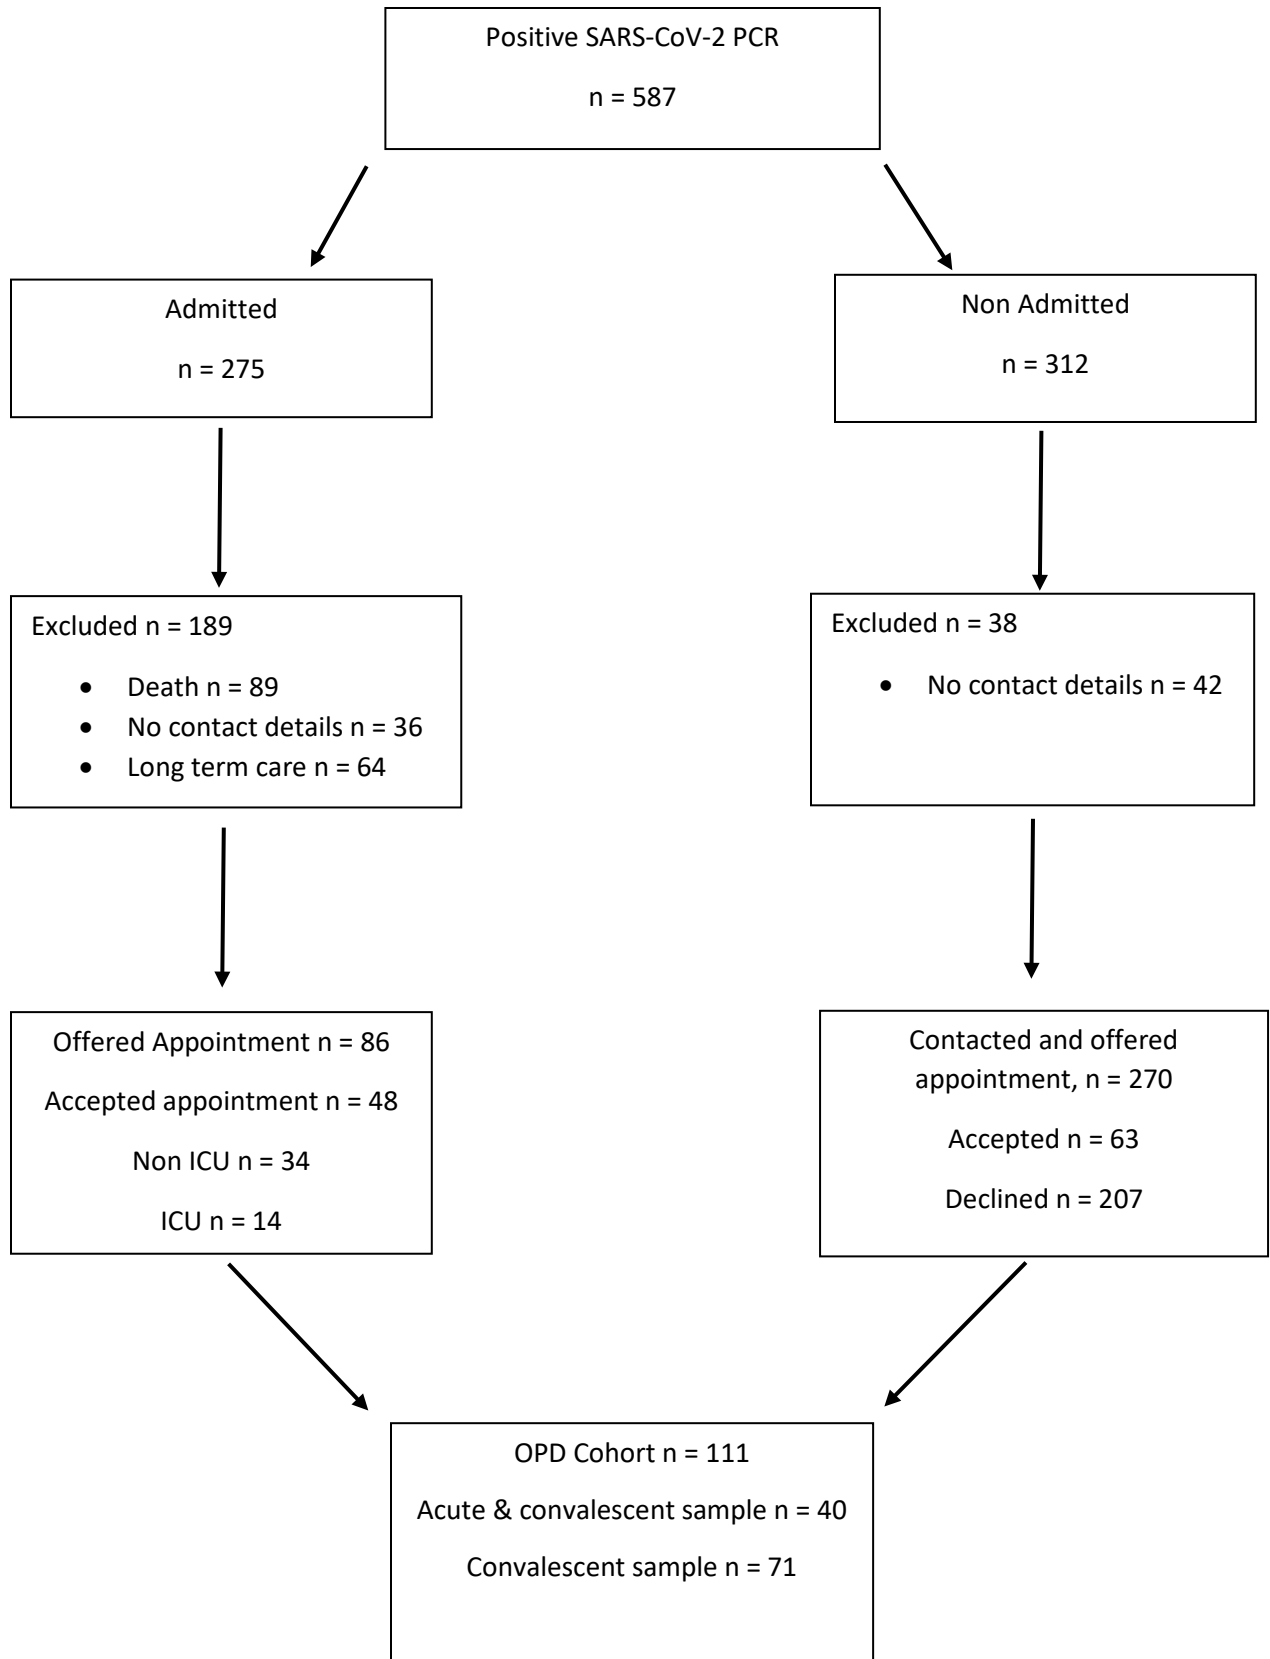 Positive SARS-CoV-2 PCR
n = 587
Admitted
n = 275
Non Admitted
n = 312
Excluded n = 189
• Death n = 89
• No contact details n = 36
• Long term care n = 64
Excluded n = 38
• No contact details n = 42
Offered Appointment n = 86
Accepted appointment n = 48
Non ICU n = 34
ICU n = 14
Contacted and offered
appointment, n = 270
Accepted n = 63
Declined n = 207
OPD Cohort n = 111
Acute & convalescent sample n = 40
Convalescent sample n = 71